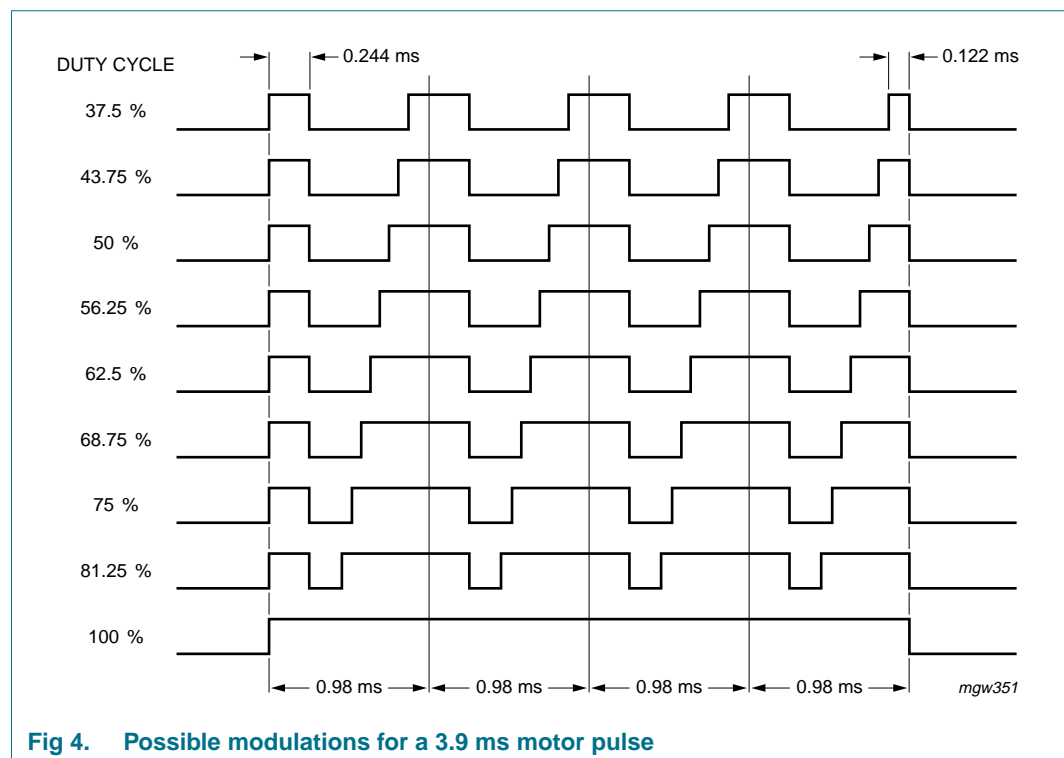 0.244 ms
0.122 ms
DUTY CYCLE
37.5 %
43.75 %
50 %
56.25 %
62.5 %
68.75 %
75 %
81.25 %
100 %
0.98 ms 0.98 ms 0.98 ms 0.98 ms
mgw351
Fig 4. Possible modulations for a 3.9 ms motor pulse